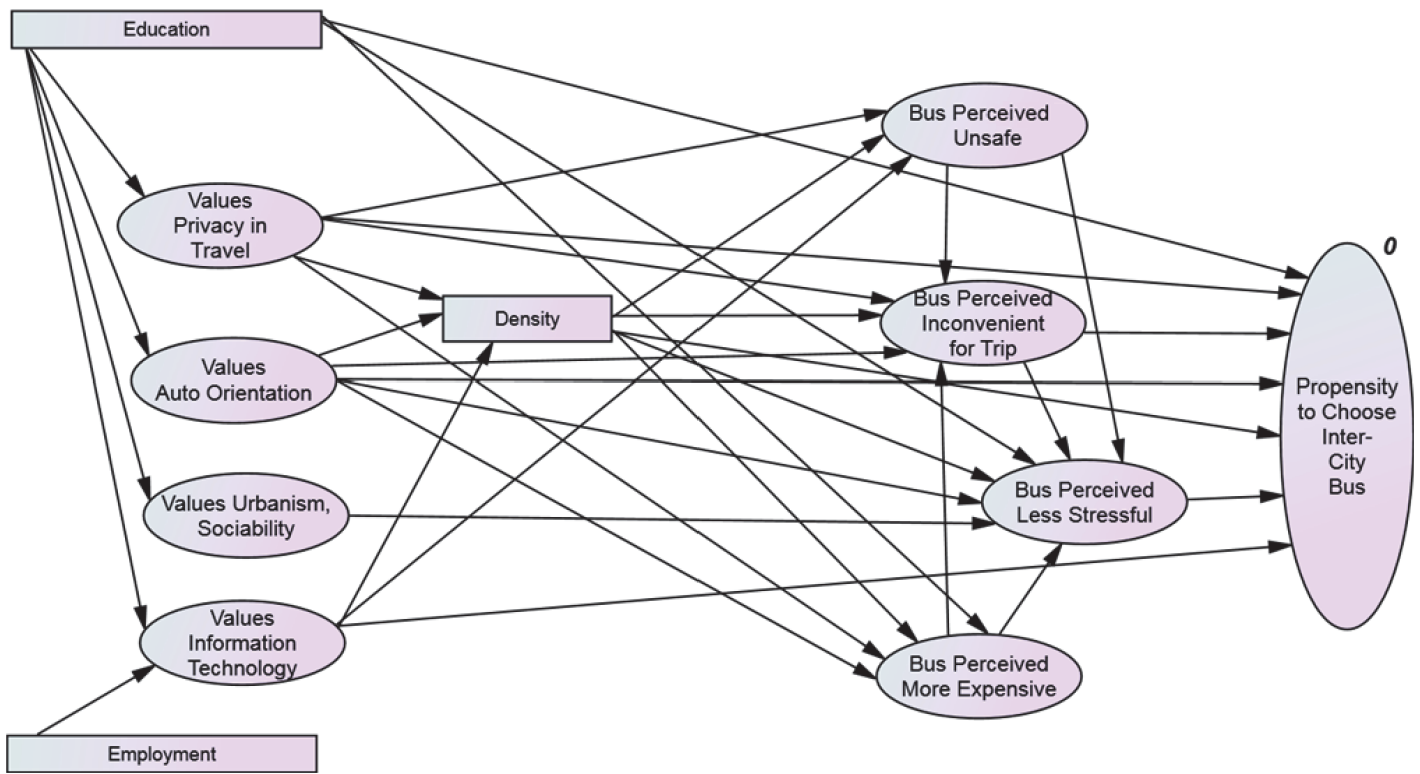 Education
Bus Perceived
Unsafe
Values
Privacy in
Travel
0
Bus Perceived
Inconvenient
for Trip
Density
Values
Auto Orientation
Propensity
to Choose
Inter-
City
Bus
Values Urbanism,
Sociability
Bus Perceived
Less Stressful
Values
Information
Technology
Bus Perceived
More Expensive
Employment